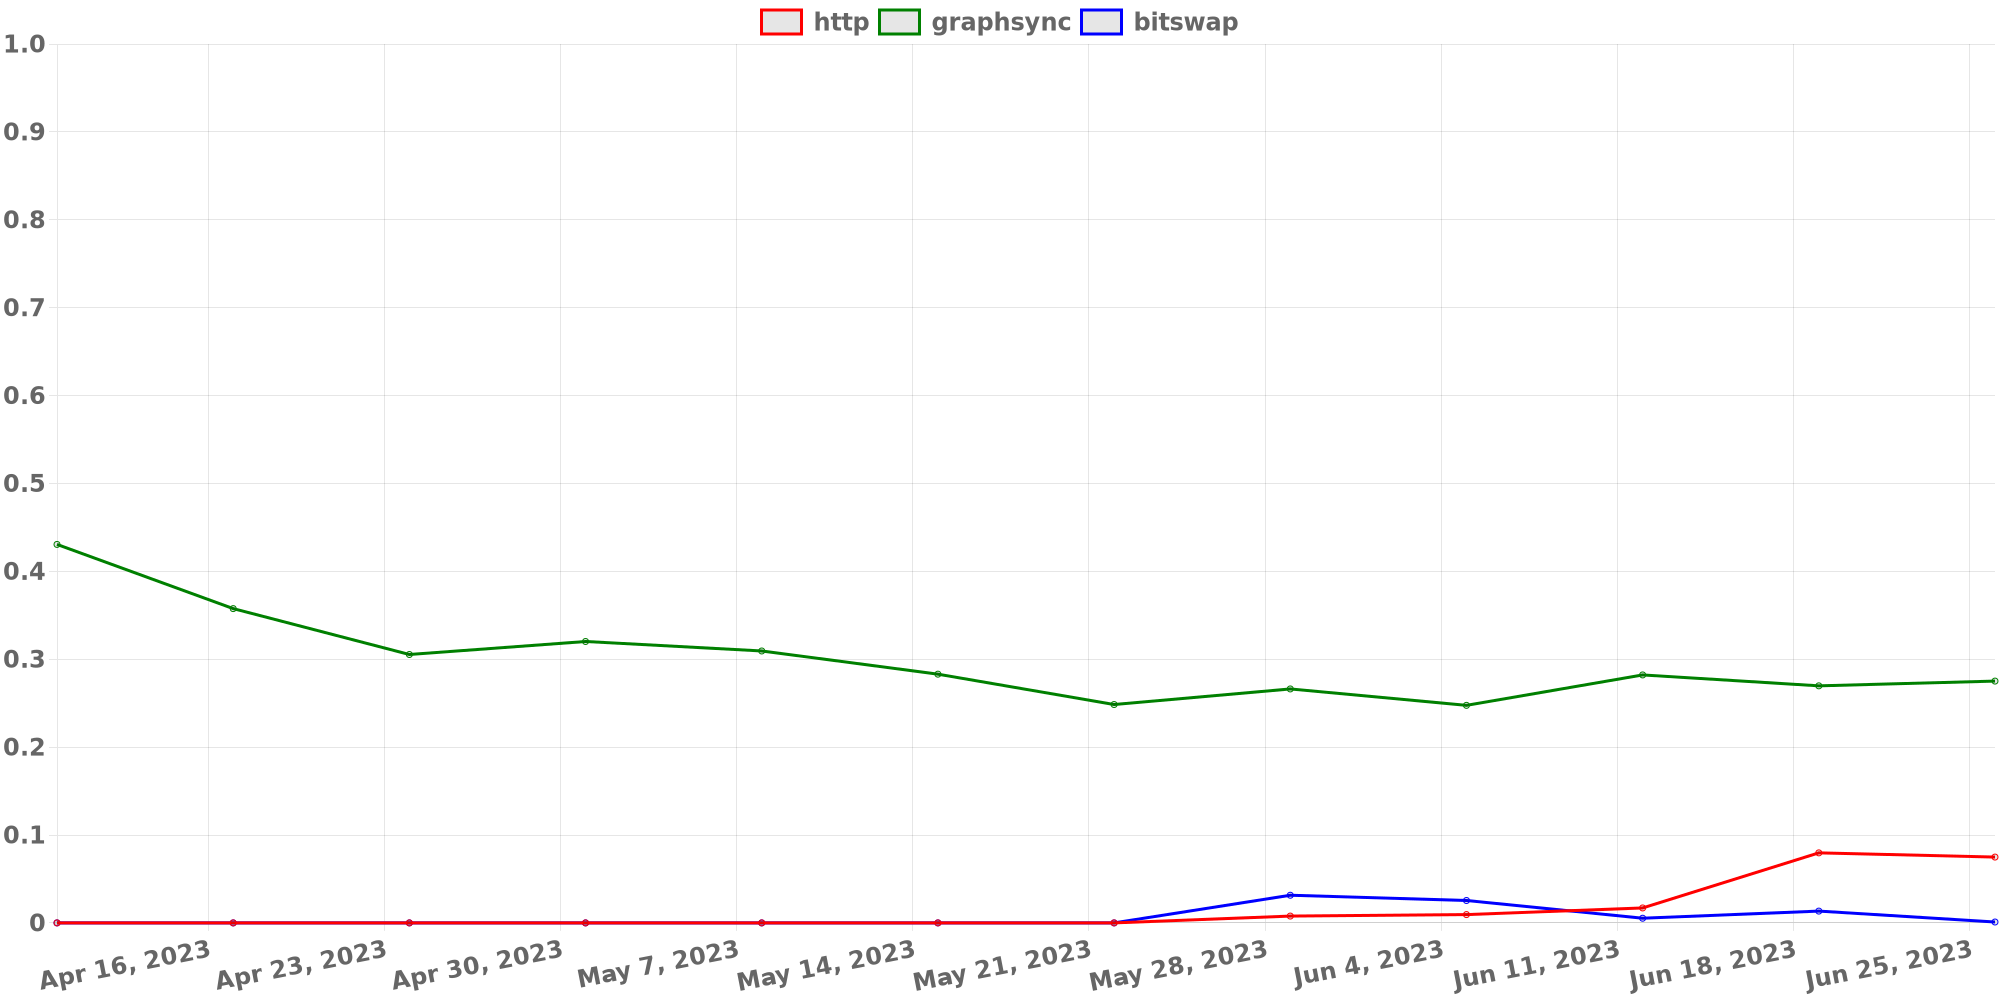 http graphsync bitswap
1.0
0.9
0.8
0.7
0.6
0.5
0.4
0.3
0.2
0.1
0
Apr 16, 2023
Apr 23, 2023
Apr 30, 2023
May 7, 2023
May 14, 2023
May 21, 2023
May 28, 2023
Jun 4, 2023
Jun 11, 2023
Jun 18, 2023
Jun 25, 2023